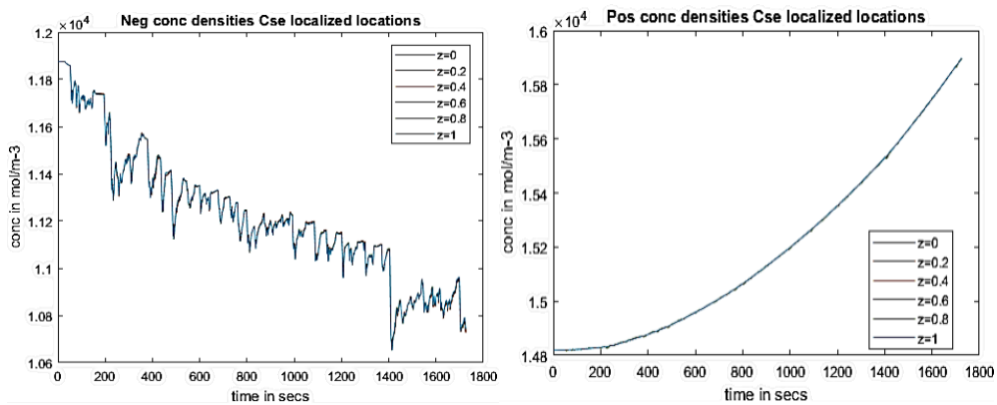 Neg conc densities Cse localized locations
×10⁴
1.2
1.18
1.16
1.14
1.12
1.1
1.08
1.06
conc in mol/m-3
0 200 400 600 800 1000 1200 1400 1600 1800
time in secs
z=0
z=0.2
z=0.4
z=0.6
z=0.8
z=1
Pos conc densities Cse localized locations
×10⁴
1.6
1.58
1.56
1.54
1.52
1.5
1.48
conc in mol/m-3
0 200 400 600 800 1000 1200 1400 1600 1800
time in secs
z=0
z=0.2
z=0.4
z=0.6
z=0.8
z=1